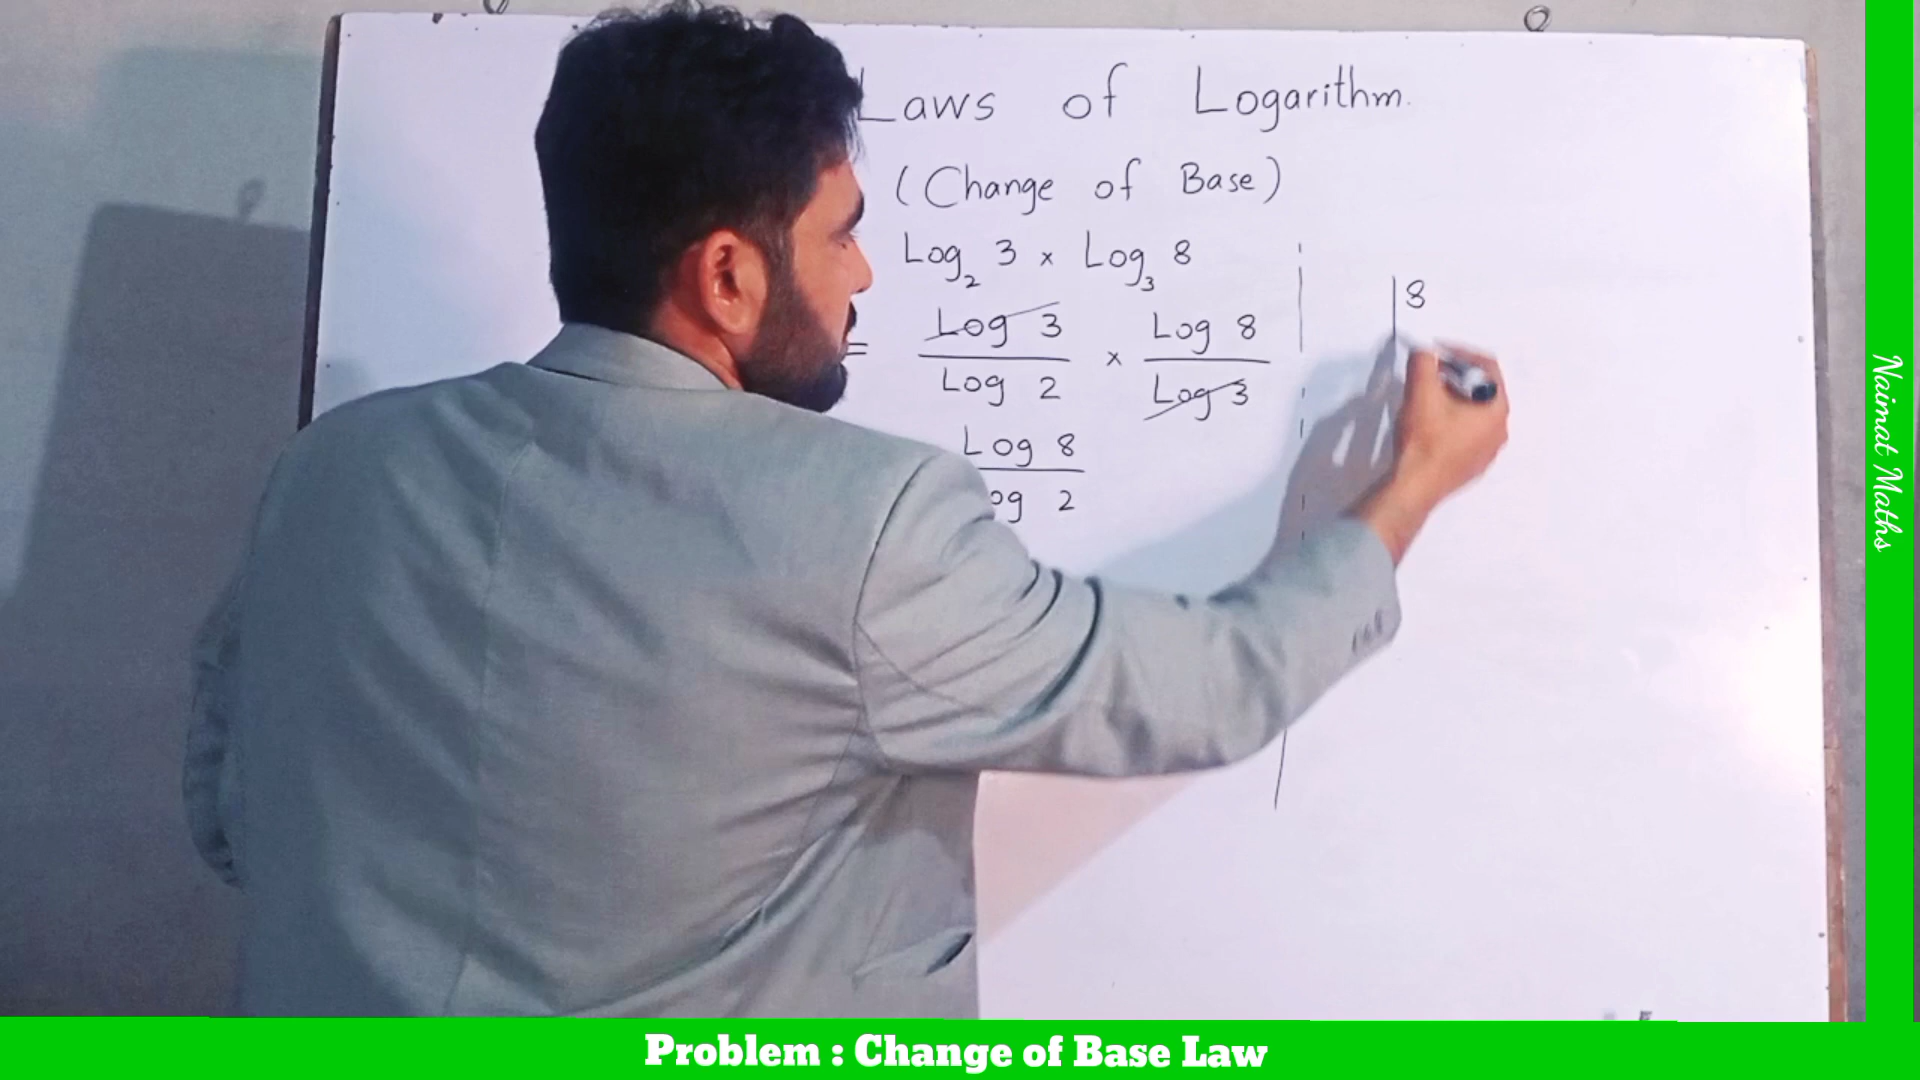 Laws of Logarithm.
(Change of Base)
Log₂ 3 × Log₃ 8
= Log 3 / Log 2 × Log 8 / Log 3
Log 8
og 2
8
Naimat Maths
Problem : Change of Base Law